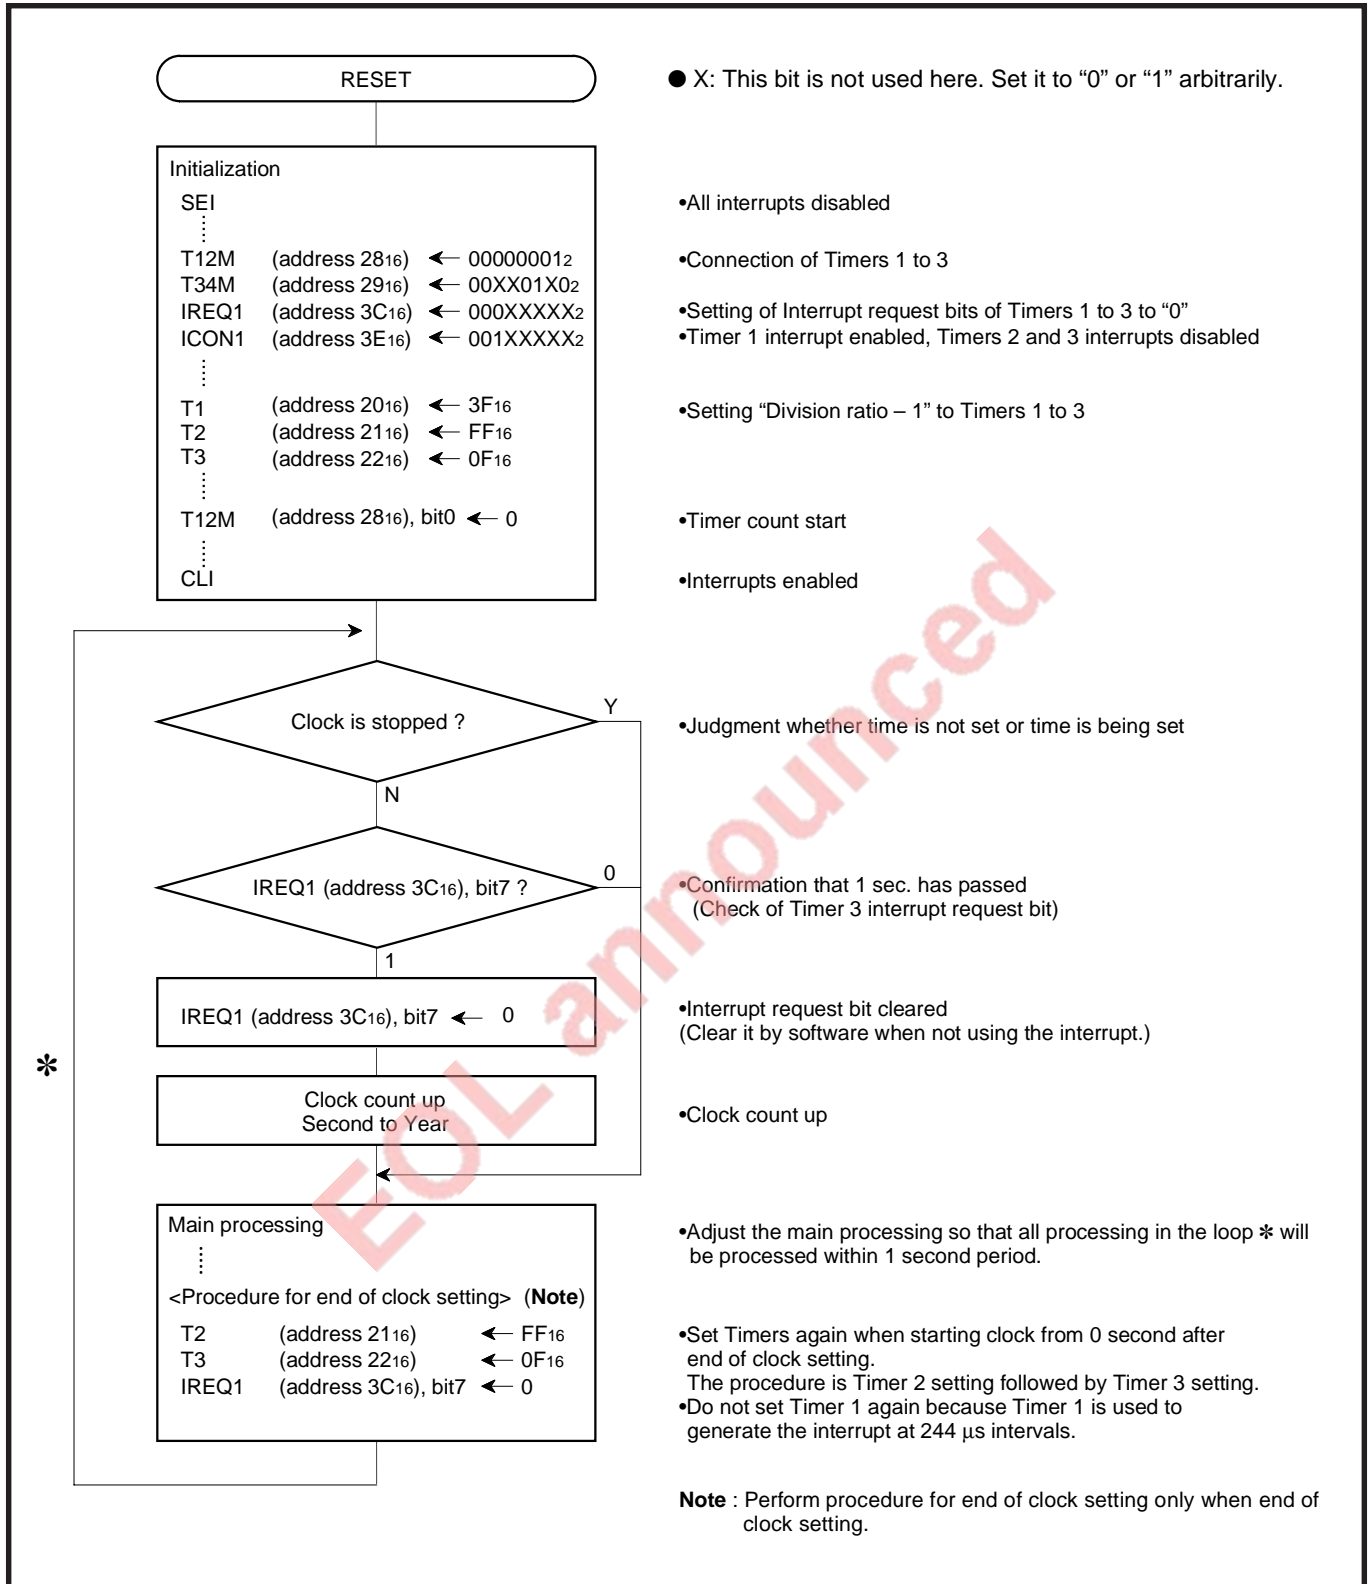 RESET
● X: This bit is not used here. Set it to “0” or “1” arbitrarily.
Initialization
SEI
•All interrupts disabled
T12M (address 2816) ← 000000012
•Connection of Timers 1 to 3
T34M (address 2916) ← 00XX01X02
IREQ1 (address 3C16) ← 000XXXXX2
•Setting of Interrupt request bits of Timers 1 to 3 to “0”
ICON1 (address 3E16) ← 001XXXXX2
•Timer 1 interrupt enabled, Timers 2 and 3 interrupts disabled
T1 (address 2016) ← 3F16
•Setting “Division ratio – 1” to Timers 1 to 3
T2 (address 2116) ← FF16
T3 (address 2216) ← 0F16
T12M (address 2816), bit0 ← 0
•Timer count start
CLI
•Interrupts enabled
Clock is stopped ?
Y
•Judgment whether time is not set or time is being set
N
IREQ1 (address 3C16), bit7 ?
0
•Confirmation that 1 sec. has passed
(Check of Timer 3 interrupt request bit)
1
IREQ1 (address 3C16), bit7 ← 0
•Interrupt request bit cleared
(Clear it by software when not using the interrupt.)
✻
Clock count up
Second to Year
•Clock count up
Main processing
•Adjust the main processing so that all processing in the loop ✻ will
be processed within 1 second period.
<Procedure for end of clock setting> (Note)
T2 (address 2116) ← FF16
T3 (address 2216) ← 0F16
IREQ1 (address 3C16), bit7 ← 0
•Set Timers again when starting clock from 0 second after
end of clock setting.
The procedure is Timer 2 setting followed by Timer 3 setting.
•Do not set Timer 1 again because Timer 1 is used to
generate the interrupt at 244 µs intervals.
Note : Perform procedure for end of clock setting only when end of
clock setting.
EOL announced